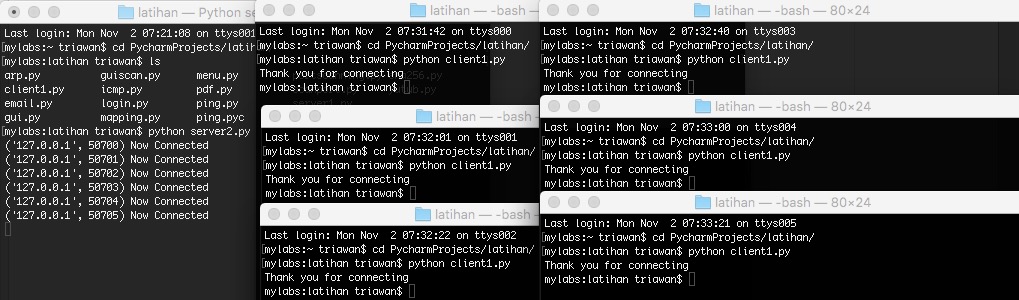 latihan — Python se
Last login: Mon Nov  2 07:21:08 on ttys001
[mylabs:~ triawan$ cd PycharmProjects/latih
[mylabs:latihan triawan$ ls
arp.py guiscan.py menu.py
client1.py icmp.py pdf.py
email.py login.py ping.py
gui.py mapping.py ping.pyc
[mylabs:latihan triawan$ python server2.py
('127.0.0.1', 50700) Now Connected
('127.0.0.1', 50701) Now Connected
('127.0.0.1', 50702) Now Connected
('127.0.0.1', 50703) Now Connected
('127.0.0.1', 50704) Now Connected
('127.0.0.1', 50705) Now Connected
latihan — -bash —
Last login: Mon Nov  2 07:31:42 on ttys000
[mylabs:~ triawan$ cd PycharmProjects/latihan/
[mylabs:latihan triawan$ python client1.py
Thank you for connecting
mylabs:latihan triawan$
latihan — -bash —
Last login: Mon Nov  2 07:32:01 on ttys001
[mylabs:~ triawan$ cd PycharmProjects/latihan/
[mylabs:latihan triawan$ python client1.py
Thank you for connecting
mylabs:latihan triawan$
latihan — -bash —
Last login: Mon Nov  2 07:32:22 on ttys002
[mylabs:~ triawan$ cd PycharmProjects/latihan/
[mylabs:latihan triawan$ python client1.py
Thank you for connecting
mylabs:latihan triawan$
latihan — -bash — 80×24
Last login: Mon Nov  2 07:32:40 on ttys003
[mylabs:~ triawan$ cd PycharmProjects/latihan/
[mylabs:latihan triawan$ python client1.py
Thank you for connecting
mylabs:latihan triawan$
latihan — -bash — 80×24
Last login: Mon Nov  2 07:33:00 on ttys004
[mylabs:~ triawan$ cd PycharmProjects/latihan/
[mylabs:latihan triawan$ python client1.py
Thank you for connecting
mylabs:latihan triawan$
latihan — -bash — 80×24
Last login: Mon Nov  2 07:33:21 on ttys005
[mylabs:~ triawan$ cd PycharmProjects/latihan/
[mylabs:latihan triawan$ python client1.py
Thank you for connecting
mylabs:latihan triawan$